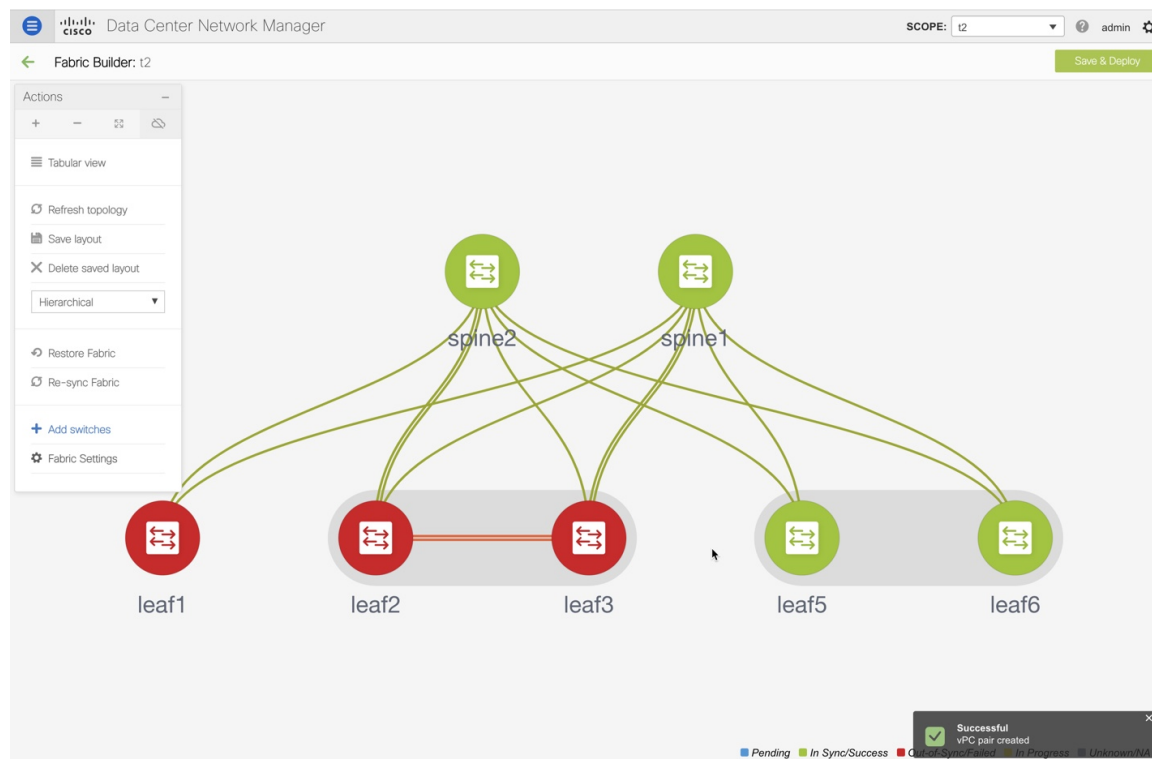 cisco Data Center Network Manager
SCOPE: t2
admin
Fabric Builder: t2
Save & Deploy
Actions
Tabular view
Refresh topology
Save layout
Delete saved layout
Hierarchical
Restore Fabric
Re-sync Fabric
Add switches
Fabric Settings
spine2
spine1
leaf1
leaf2
leaf3
leaf5
leaf6
Successful
vPC pair created
Pending
In Sync/Success
Out-of-Sync/Failed
In Progress
Unknown/NA